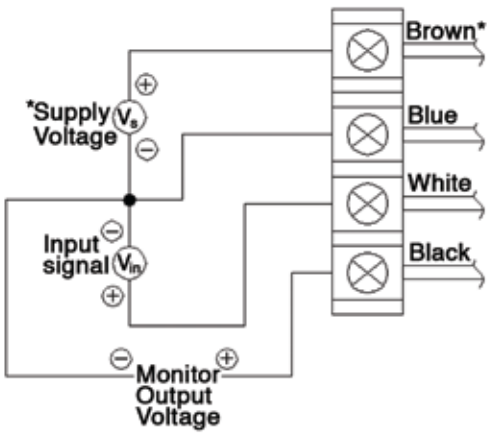 Brown*
+
*Supply
Voltage
Vs
−
Blue
White
−
Input
signal
Vin
+
Black
− +
Monitor
Output
Voltage